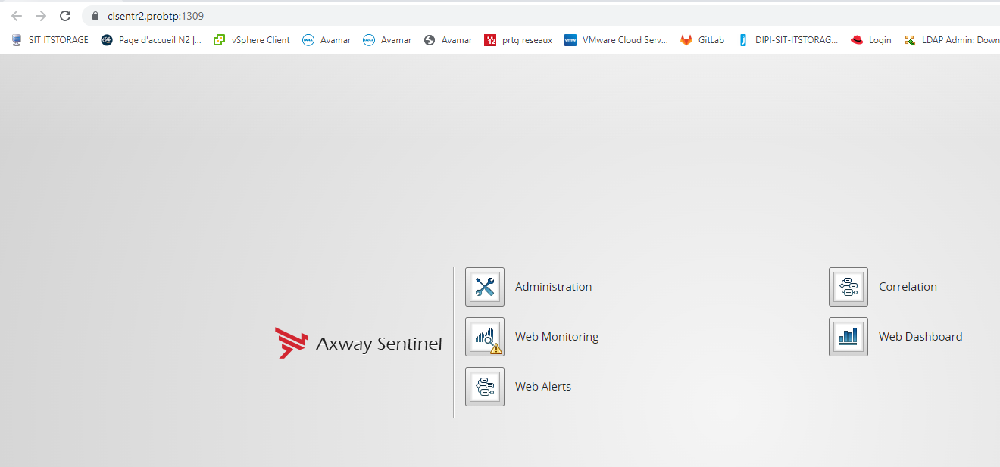 clsentr2.probtp:1309
SIT ITSTORAGE Page d'accueil N2 |... vSphere Client Avamar Avamar Avamar prtg reseaux VMware Cloud Serv... GitLab DIPI-SIT-ITSTORAG... Login LDAP Admin: Down
Administration Correlation
Axway Sentinel
Web Monitoring Web Dashboard
Web Alerts